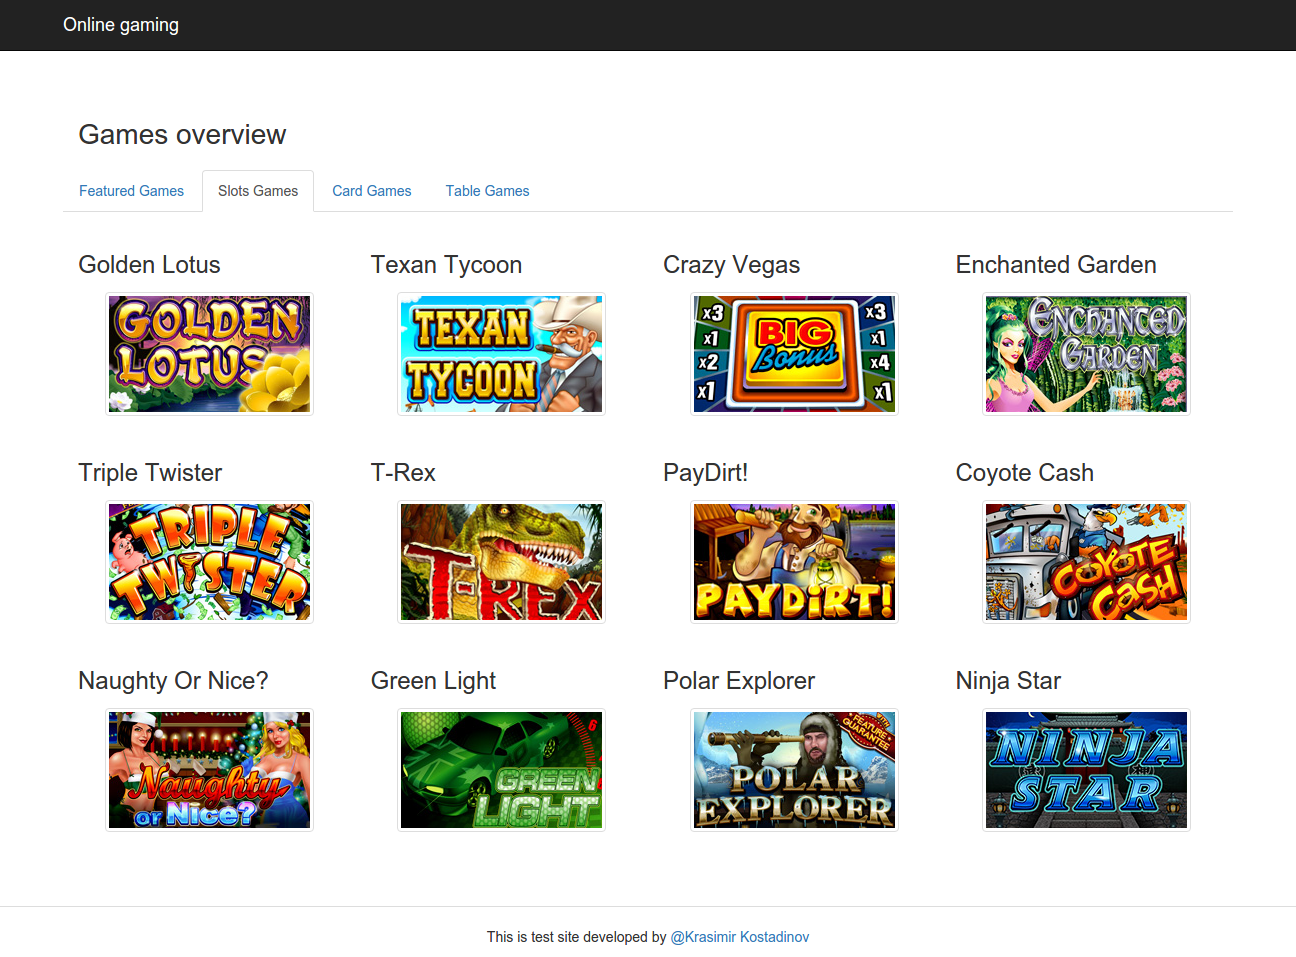 Online gaming
Games overview
Featured Games Slots Games Card Games Table Games
Golden Lotus Texan Tycoon Crazy Vegas Enchanted Garden
GOLDEN
LOTUS
TEXAN
TYCOON
x3 x3
x1 x1
x2 x4
x1 x1
BIG
Bonus
ENCHANTED
GARDEN
Triple Twister T-Rex PayDirt! Coyote Cash
TRIPLE
TWISTER
T-REX
PAYDIRT!
COYOTE
CASH
Naughty Or Nice? Green Light Polar Explorer Ninja Star
Naughty
or Nice?
6
GREEN
LIGHT
WITH
FEATURE
GUARANTEE
POLAR
EXPLORER
NINJA
STAR
This is test site developed by @Krasimir Kostadinov